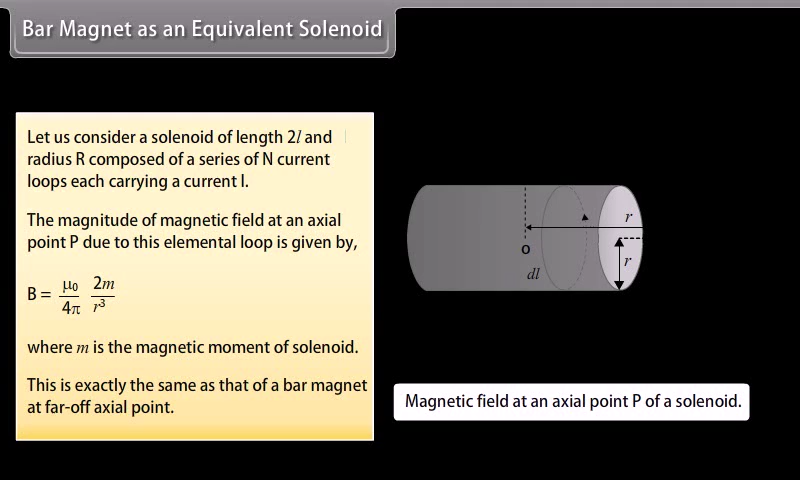 Bar Magnet as an Equivalent Solenoid
Let us consider a solenoid of length 2l and
radius R composed of a series of N current
loops each carrying a current I.
The magnitude of magnetic field at an axial
point P due to this elemental loop is given by,
B = μ0/4π 2m/r³
where m is the magnetic moment of solenoid.
This is exactly the same as that of a bar magnet
at far-off axial point.
r
O
r
dl
Magnetic field at an axial point P of a solenoid.